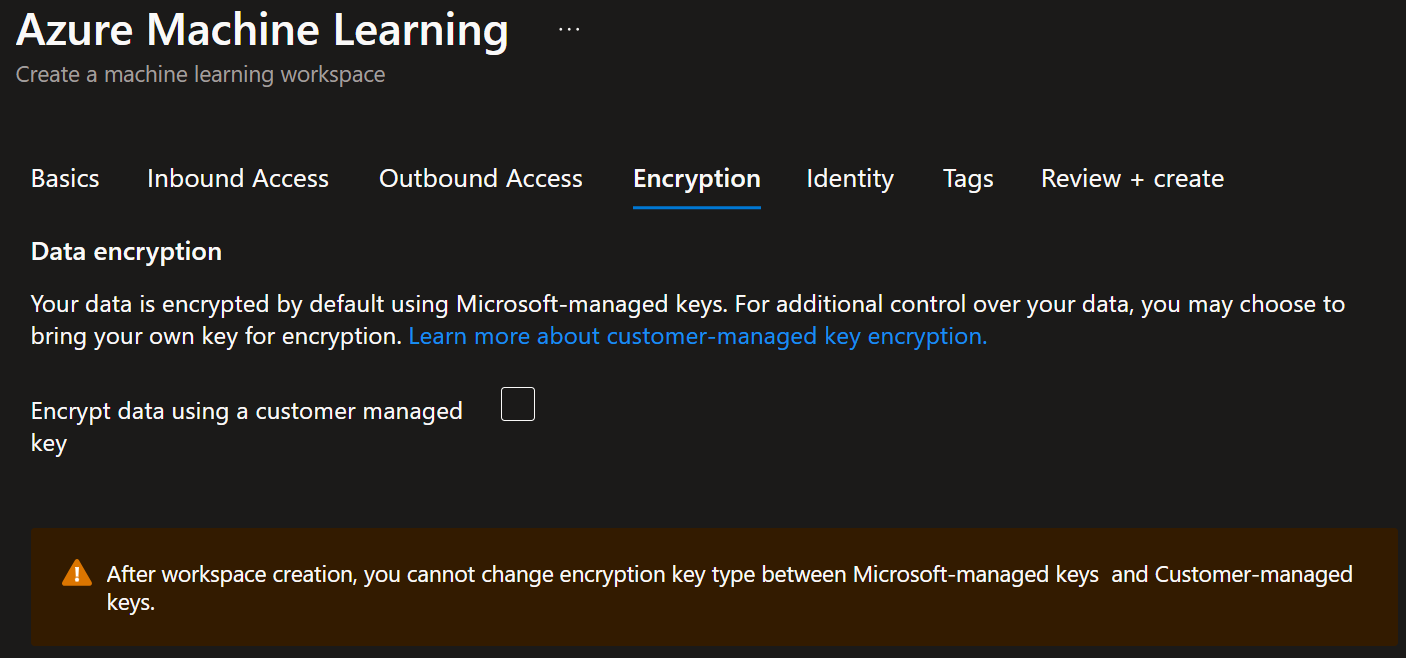 Azure Machine Learning ...
Create a machine learning workspace
Basics Inbound Access Outbound Access Encryption Identity Tags Review + create
Data encryption
Your data is encrypted by default using Microsoft-managed keys. For additional control over your data, you may choose to
bring your own key for encryption. Learn more about customer-managed key encryption.
Encrypt data using a customer managed
key
After workspace creation, you cannot change encryption key type between Microsoft-managed keys  and Customer-managed
keys.